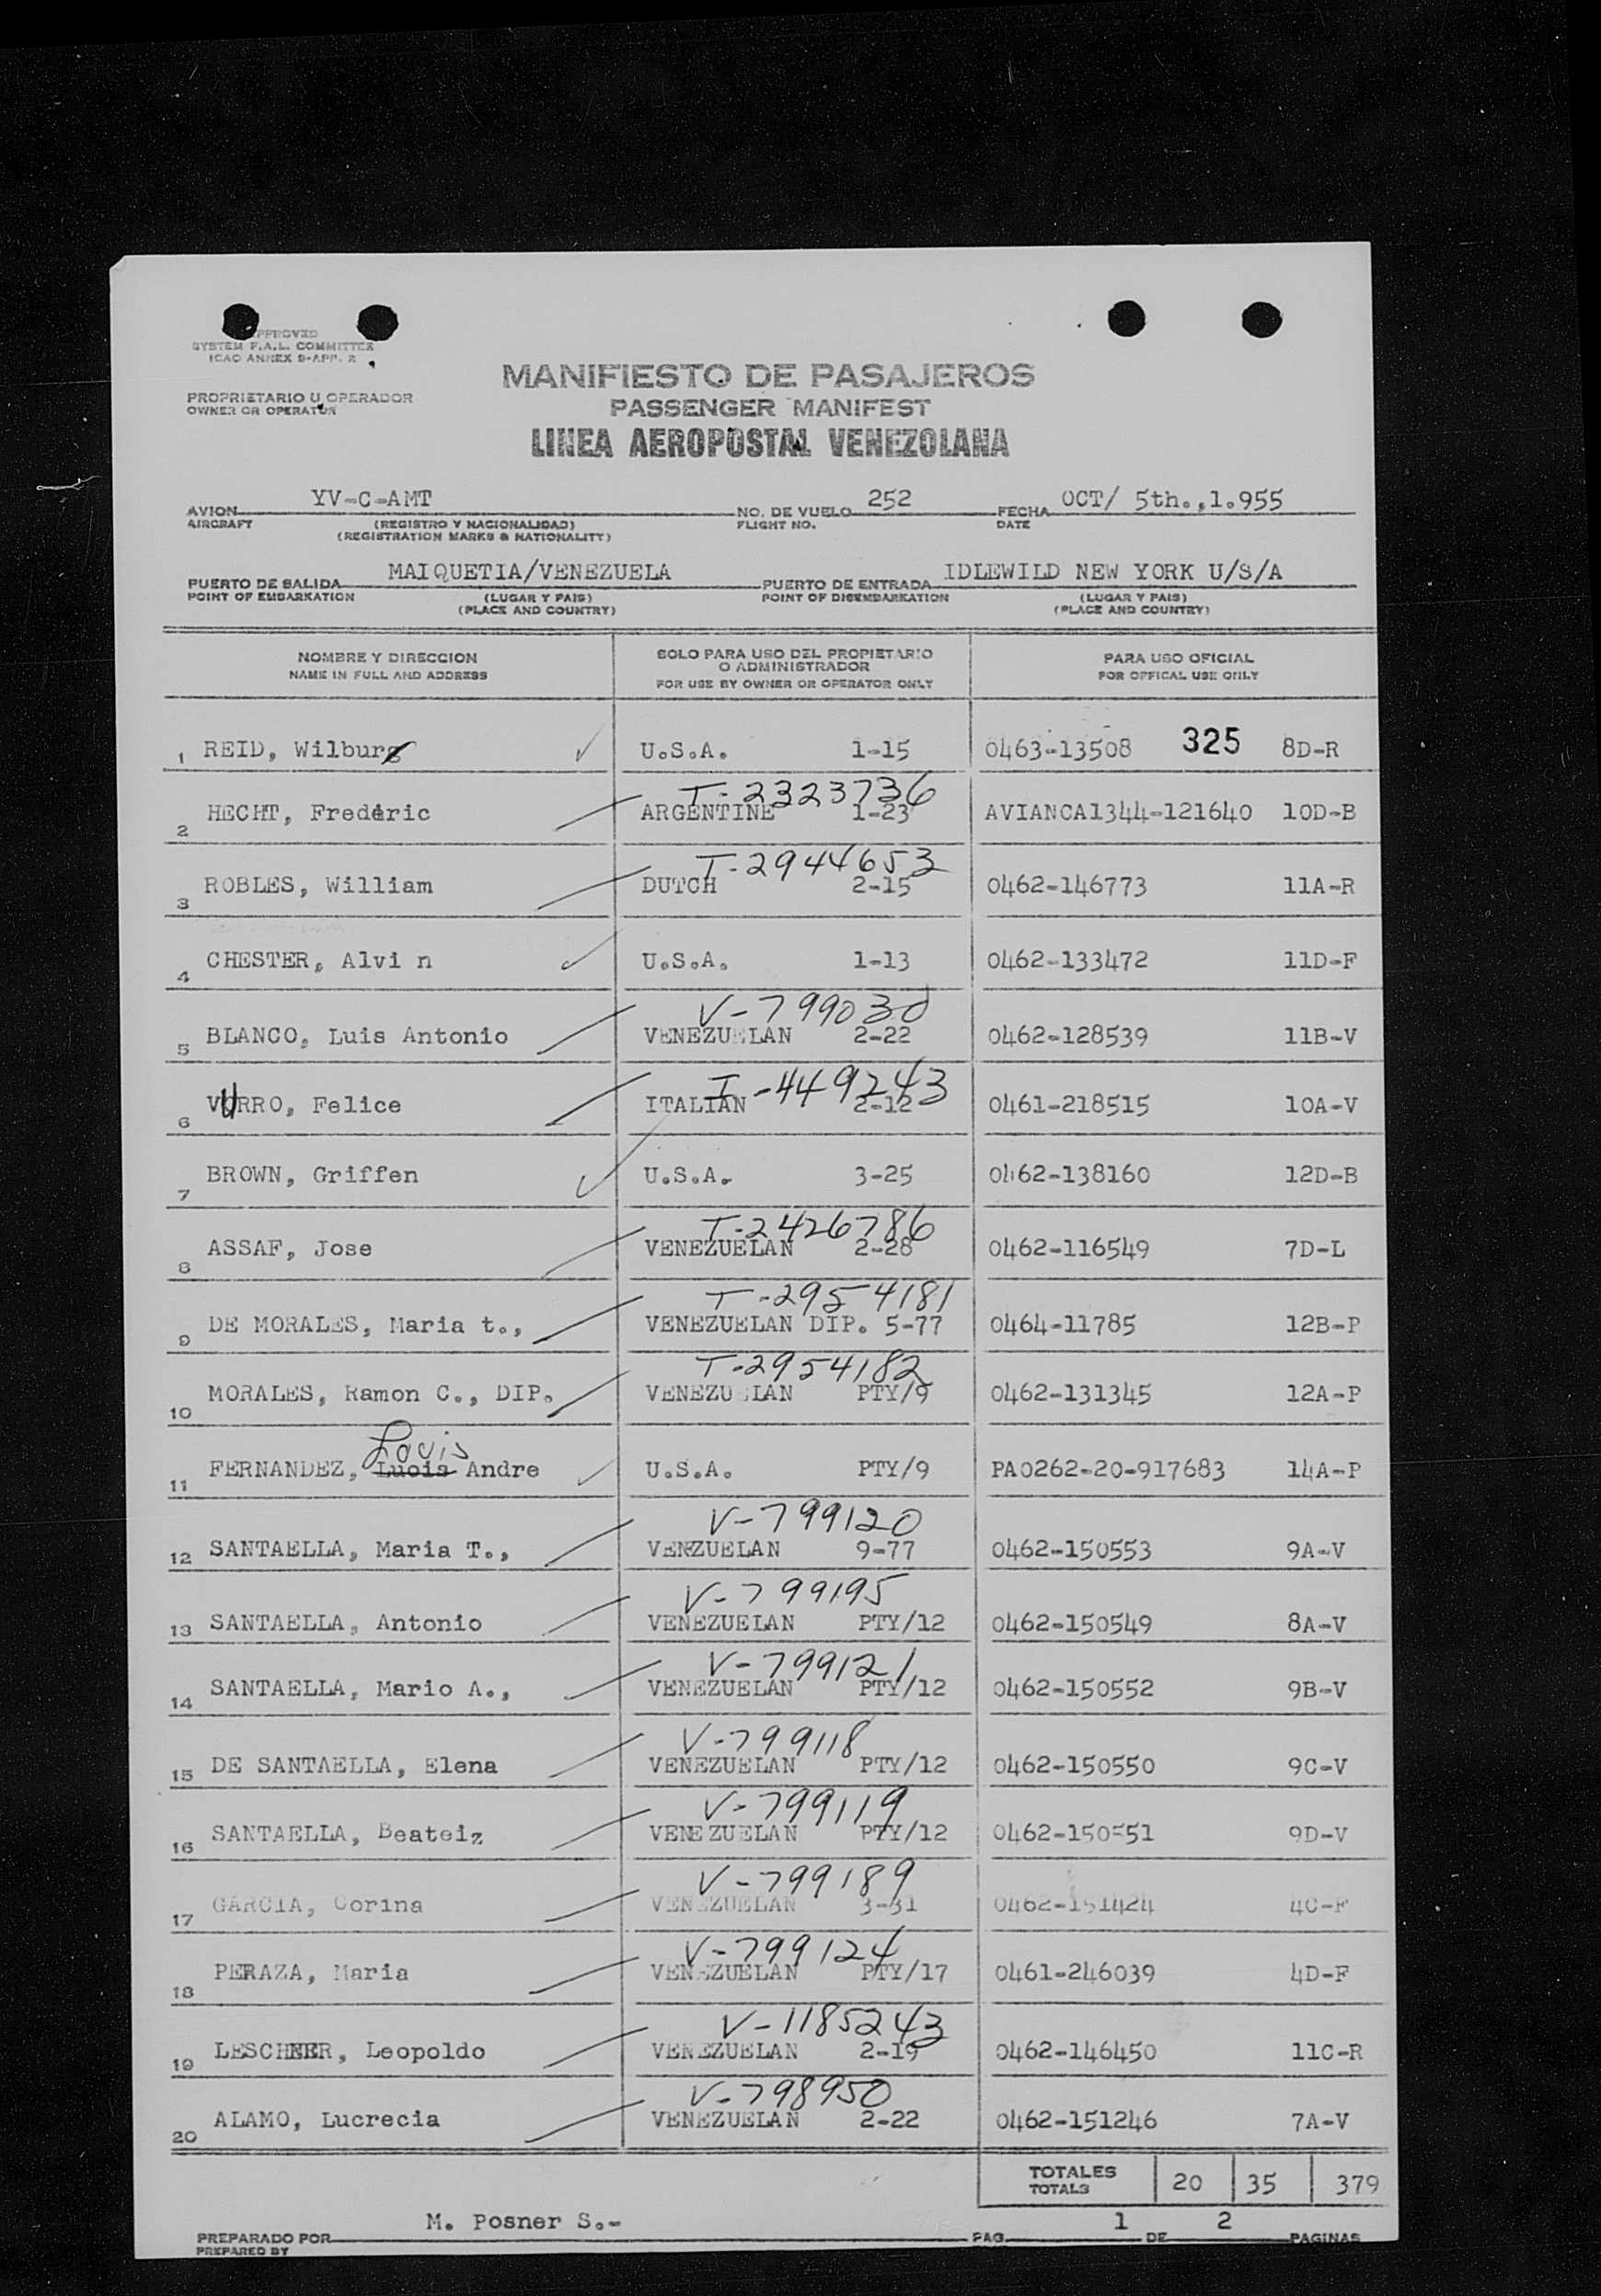 APPROVED
SYSTEM F.A.L. COMMITTEE
ICAO ANNEX 9-APP. 2
MANIFIESTO DE PASAJEROS
PROPRIETARIO U OPERADOR
OWNER OR OPERATOR
PASSENGER MANIFEST
LINEA AEROPOSTAL VENEZOLANA
AVION YV-C-AMT NO. DE VUELO 252 FECHA OCT/ 5th.,1.955
AIRCRAFT (REGISTRO Y NACIONALIDAD) FLIGHT NO. DATE
(REGISTRATION MARKS & NATIONALITY)
PUERTO DE SALIDA MAIQUETIA/VENEZUELA PUERTO DE ENTRADA IDLEWILD NEW YORK U/S/A
POINT OF EMBARKATION (LUGAR Y PAIS) POINT OF DISEMBARKATION (LUGAR Y PAIS)
(PLACE AND COUNTRY) (PLACE AND COUNTRY)
NOMBRE Y DIRECCION SOLO PARA USO DEL PROPIETARIO O ADMINISTRADOR PARA USO OFICIAL
NAME IN FULL AND ADDRESS FOR USE BY OWNER OR OPERATOR ONLY FOR OFFICAL USE ONLY
1 REID, Wilburg U.S.A. 1-15 0463-13508 325 8D-R
T-2323736
2 HECHT, Frederic ARGENTINE 1-23 AVIANCA1344-121640 10D-B
T-2944653
3 ROBLES, William DUTCH 2-15 0462-146773 11A-R
4 CHESTER, Alvi n U.S.A. 1-13 0462-133472 11D-F
V-799030
5 BLANCO, Luis Antonio VENEZUELAN 2-22 0462-128539 11B-V
I-449243
6 VURRO, Felice ITALIAN 2-12 0461-218515 10A-V
7 BROWN, Griffen U.S.A. 3-25 0462-138160 12D-B
T-2426786
8 ASSAF, Jose VENEZUELAN 2-28 0462-116549 7D-L
T-2954181
9 DE MORALES, Maria t., VENEZUELAN DIP. 5-77 0464-11785 12B-P
T-2954182
10 MORALES, Ramon C., DIP. VENEZUELAN PTY/9 0462-131345 12A-P
Louis
11 FERNANDEZ, Luois Andre U.S.A. PTY/9 PA0262-20-917683 14A-P
V-799120
12 SANTAELLA, Maria T., VENZUELAN 9-77 0462-150553 9A-V
V-799195
13 SANTAELLA, Antonio VENEZUELAN PTY/12 0462-150549 8A-V
V-799121
14 SANTAELLA, Mario A., VENEZUELAN PTY/12 0462-150552 9B-V
V-799118
15 DE SANTAELLA, Elena VENEZUELAN PTY/12 0462-150550 9C-V
V-799119
16 SANTAELLA, Beateiz VENEZUELAN PTY/12 0462-150551 9D-V
V-799189
17 GARCIA, Corina VENEZUELAN 3-31 0462-151424 4C-F
V-799124
18 PERAZA, Maria VENEZUELAN PTY/17 0461-246039 4D-F
V-1185243
19 LESCHNER, Leopoldo VENEZUELAN 2-19 0462-146450 11C-R
V-798950
20 ALAMO, Lucrecia VENEZUELAN 2-22 0462-151246 7A-V
TOTALES 20 35 379
TOTALS
PREPARADO POR M. Posner S.- PAG. 1 DE 2 PAGINAS
PREPARED BY